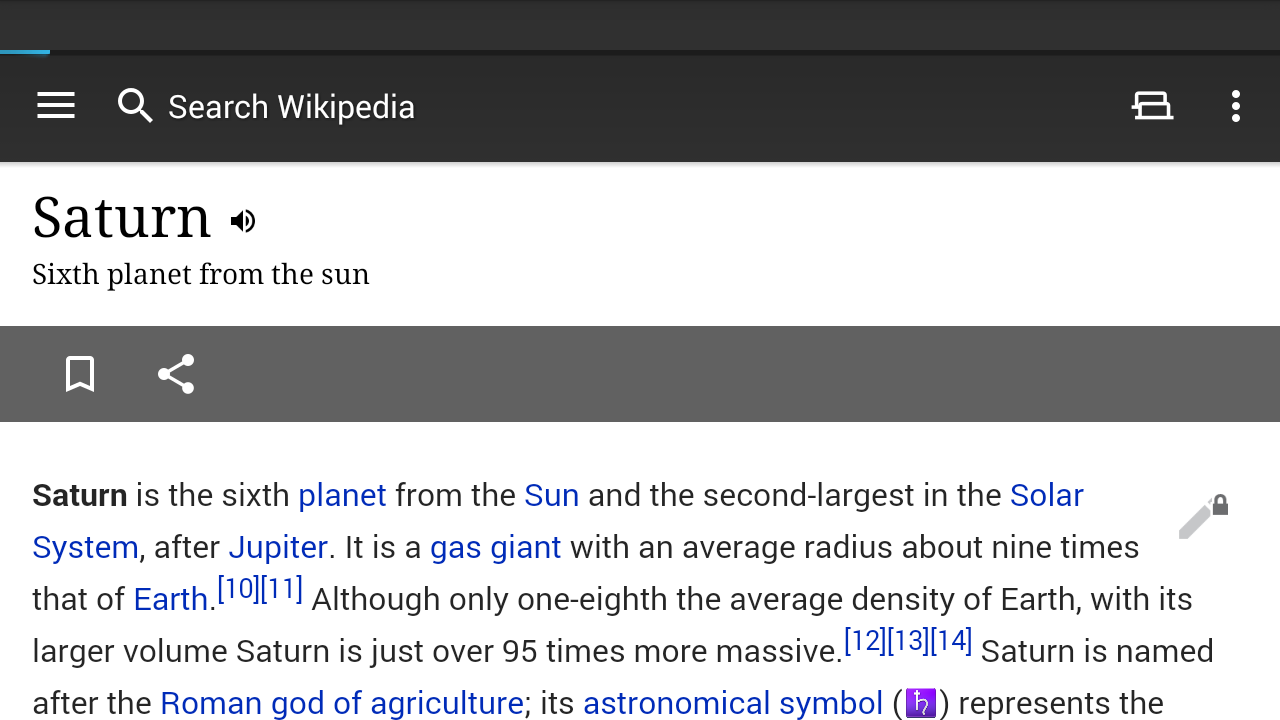 Search Wikipedia
Saturn
Sixth planet from the sun
Saturn is the sixth planet from the Sun and the second-largest in the Solar
System, after Jupiter. It is a gas giant with an average radius about nine times
that of Earth.[10][11] Although only one-eighth the average density of Earth, with its
larger volume Saturn is just over 95 times more massive.[12][13][14] Saturn is named
after the Roman god of agriculture; its astronomical symbol (♄) represents the